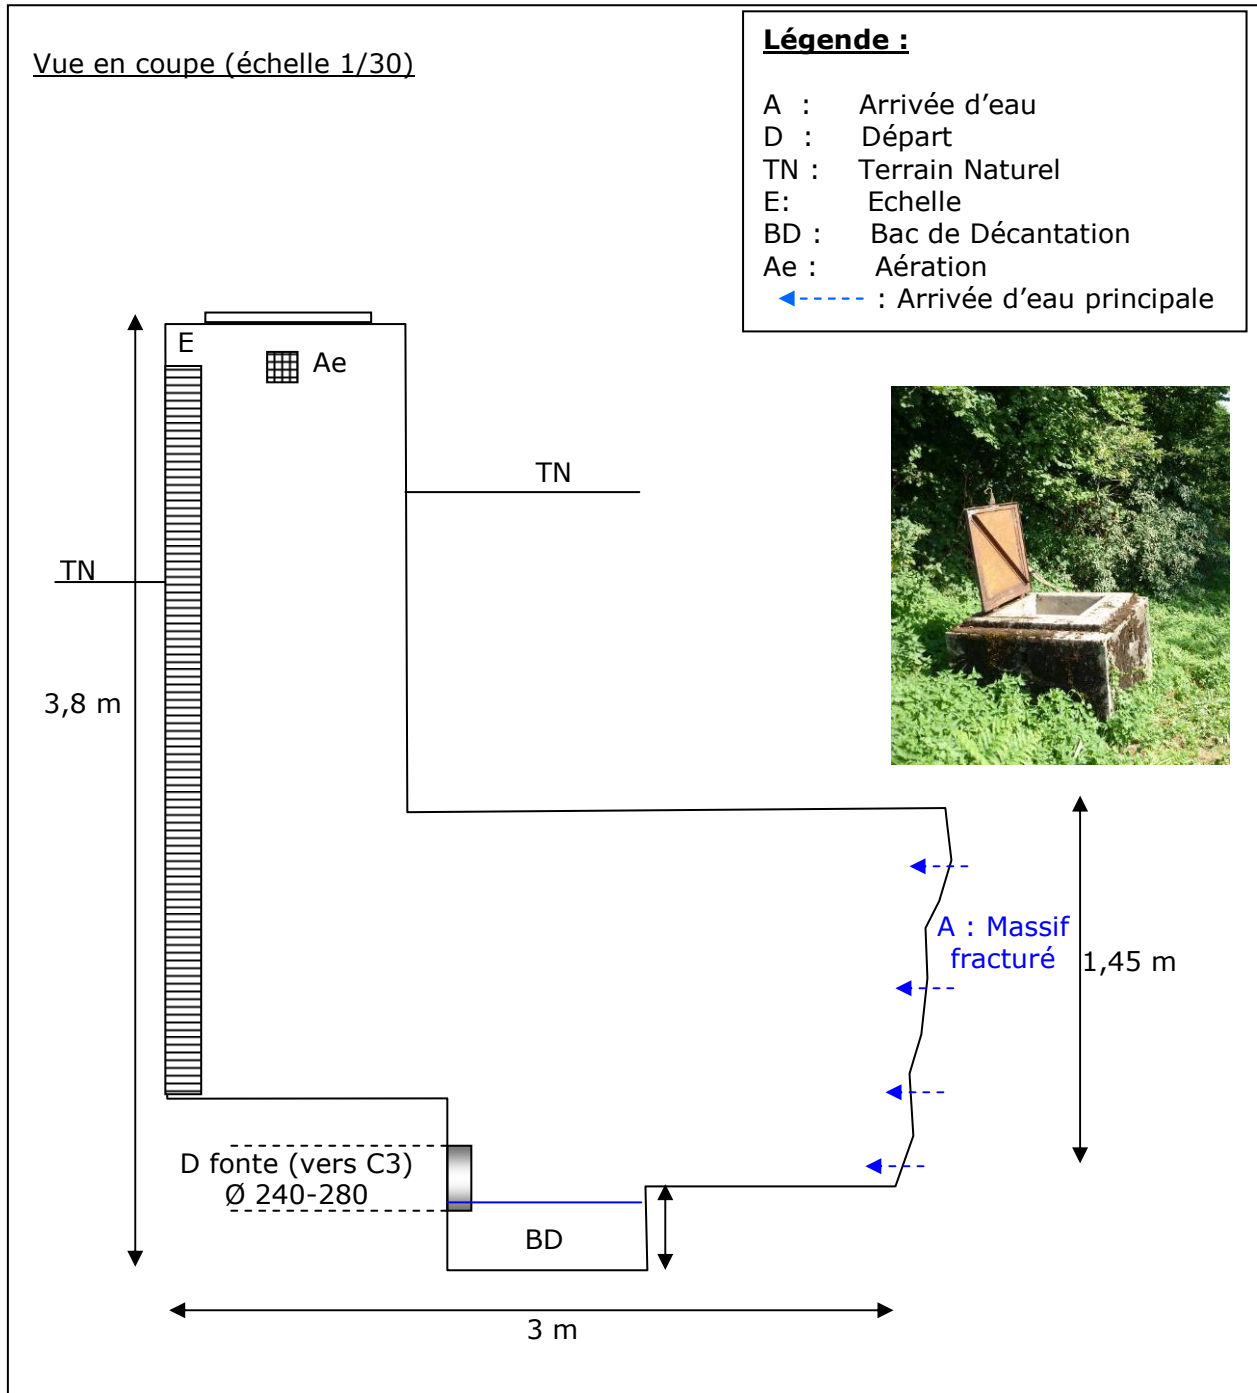 Vue en coupe (échelle 1/30)
Légende :
A : Arrivée d'eau
D : Départ
TN : Terrain Naturel
E: Echelle
BD : Bac de Décantation
Ae : Aération
: Arrivée d'eau principale
E
Ae
TN
TN
3,8 m
A : Massif
fracturé
1,45 m
D fonte (vers C3)
Ø 240-280
BD
3 m